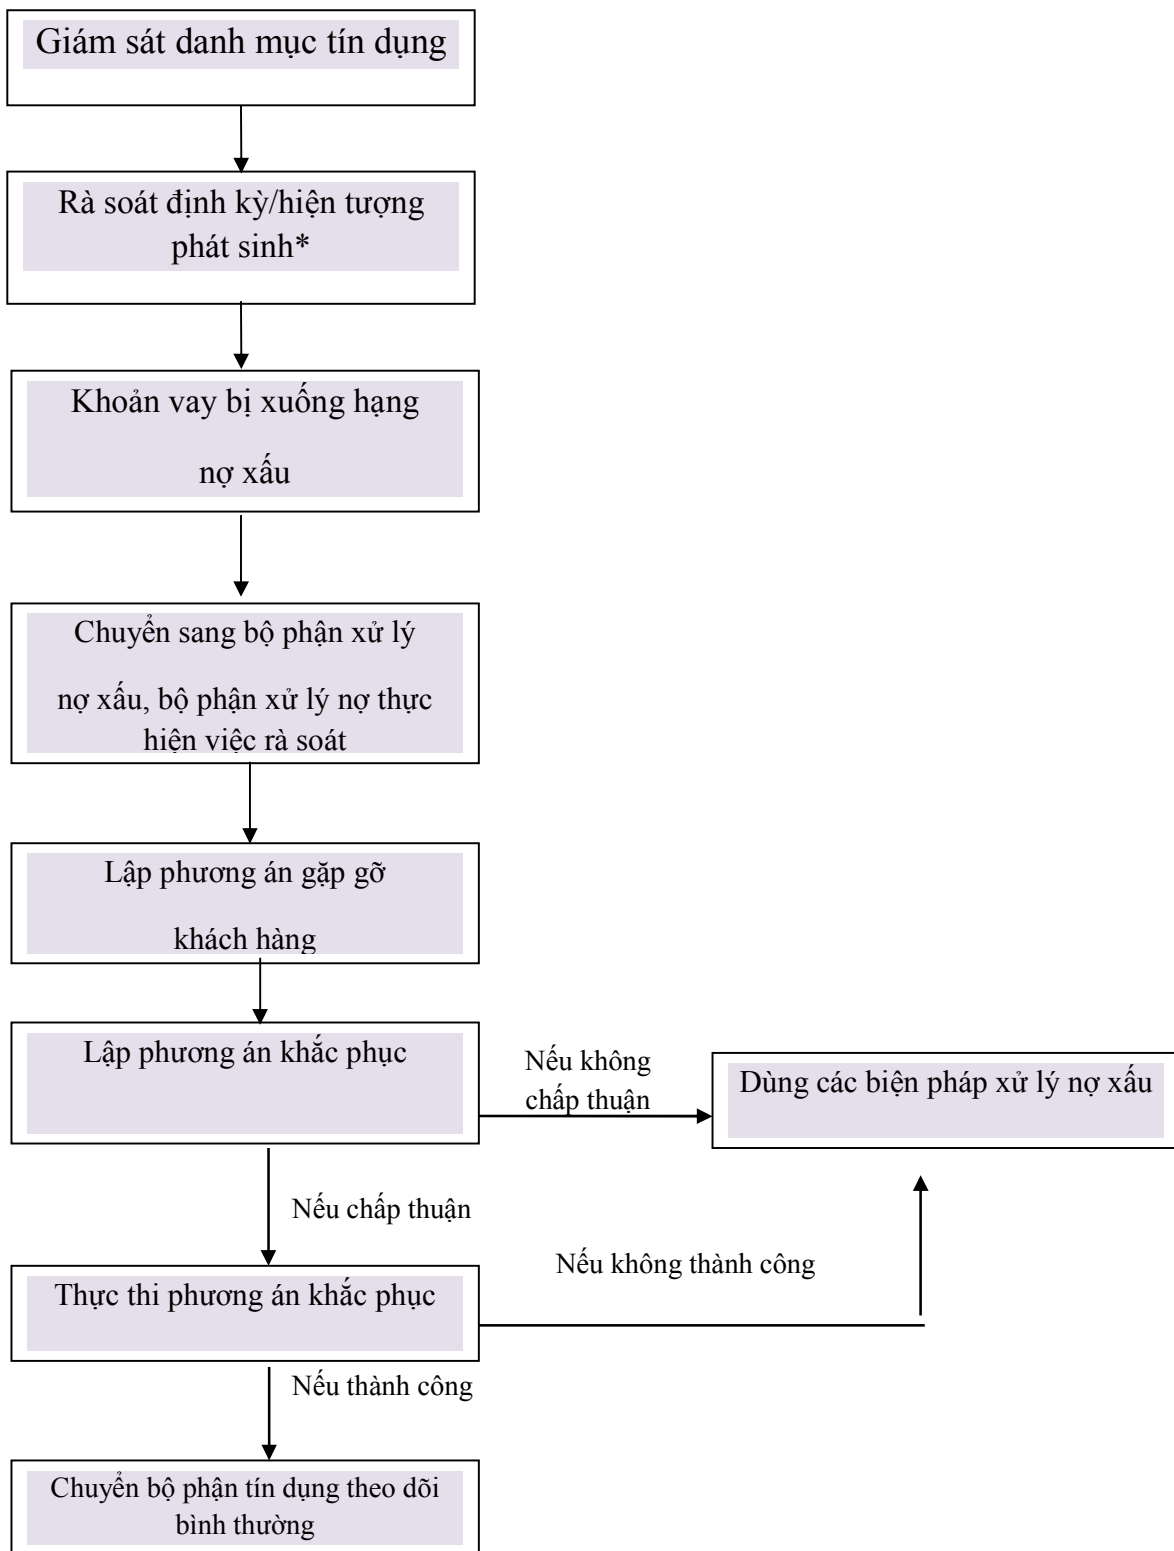 Giám sát danh mục tín dụng
Rà soát định kỳ/hiện tượng
phát sinh*
Khoản vay bị xuống hạng
nợ xấu
Chuyển sang bộ phận xử lý
nợ xấu, bộ phận xử lý nợ thực
hiện việc rà soát
Lập phương án gặp gỡ
khách hàng
Lập phương án khắc phục
Nếu không
chấp thuận
Dùng các biện pháp xử lý nợ xấu
Nếu chấp thuận
Nếu không thành công
Thực thi phương án khắc phục
Nếu thành công
Chuyển bộ phận tín dụng theo dõi
bình thường